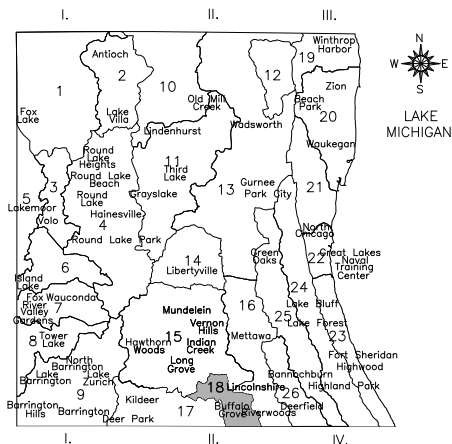 I.
II.
III.
Winthrop
Harbor
19
N
W
E
S
Antioch
1
2
10
12
Zion
Old Mill
Creek
Beach
Park
20
LAKE
MICHIGAN
Fox
Lake
Lake
Villa
Lindenhurst
Wadsworth
Waukegan
Round
Lake
Heights
11
Third
Lake
Round Lake
Beach
3
5
Lakemoor
Volo
Round
Lake
Hainesville
4
Grayslake
13
Gurnee
Park City
21
Round Lake Park
North
Chicago
6
14
Libertyville
Green
Oaks
22
Great Lakes
Naval
Training
Center
Island
Lake
Fox
River
Valley
Gardens
Wauconda
7
24
Lake Bluff
Mundelein
16
25
Lake Forest
Vernon
Hills
8
Tower
Lake
Hawthorn
Woods
15
Indian
Creek
Mettawa
23
Long
Grove
Fort Sheridan
North
Barrington
Highwood
Lake
Barrington
Lake
Zurich
9
Bannockburn
Highland Park
18
Lincolnshire
26
Kildeer
Barrington
Hills
Barrington
Deer Park
17
Buffalo
Grove
Riverwoods
Deerfield
I.
II.
IV.